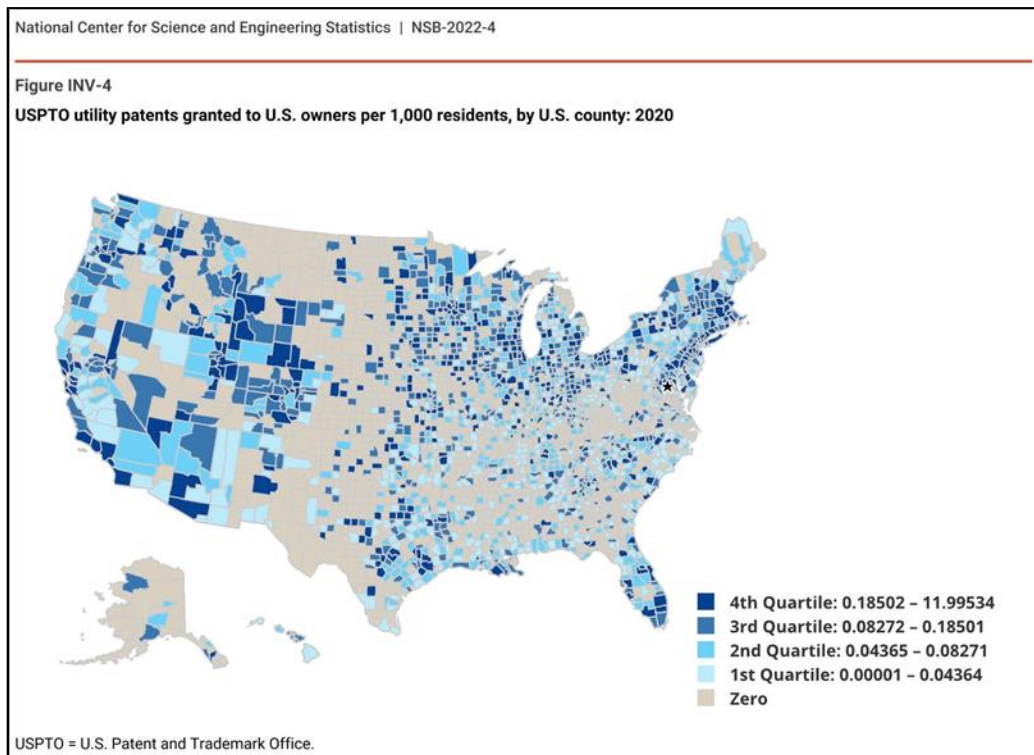 National Center for Science and Engineering Statistics | NSB-2022-4
Figure INV-4
USPTO utility patents granted to U.S. owners per 1,000 residents, by U.S. county: 2020
4th Quartile: 0.18502 – 11.99534
3rd Quartile: 0.08272 – 0.18501
2nd Quartile: 0.04365 – 0.08271
1st Quartile: 0.00001 – 0.04364
Zero
USPTO = U.S. Patent and Trademark Office.